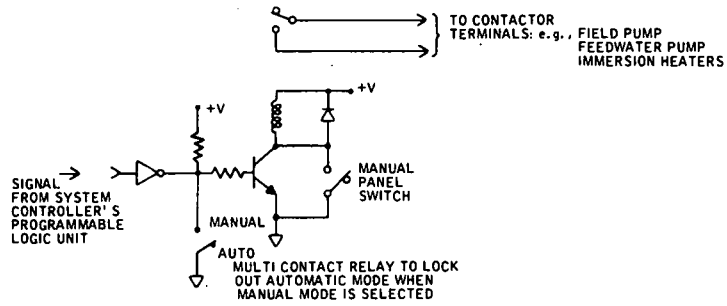 TO CONTACTOR
TERMINALS: e.g., FIELD PUMP
FEEDWATER PUMP
IMMERSION HEATERS
+V
+V
SIGNAL
FROM SYSTEM
CONTROLLER'S
PROGRAMMABLE
LOGIC UNIT
MANUAL
PANEL
SWITCH
MANUAL
AUTO
MULTI CONTACT RELAY TO LOCK
OUT AUTOMATIC MODE WHEN
MANUAL MODE IS SELECTED